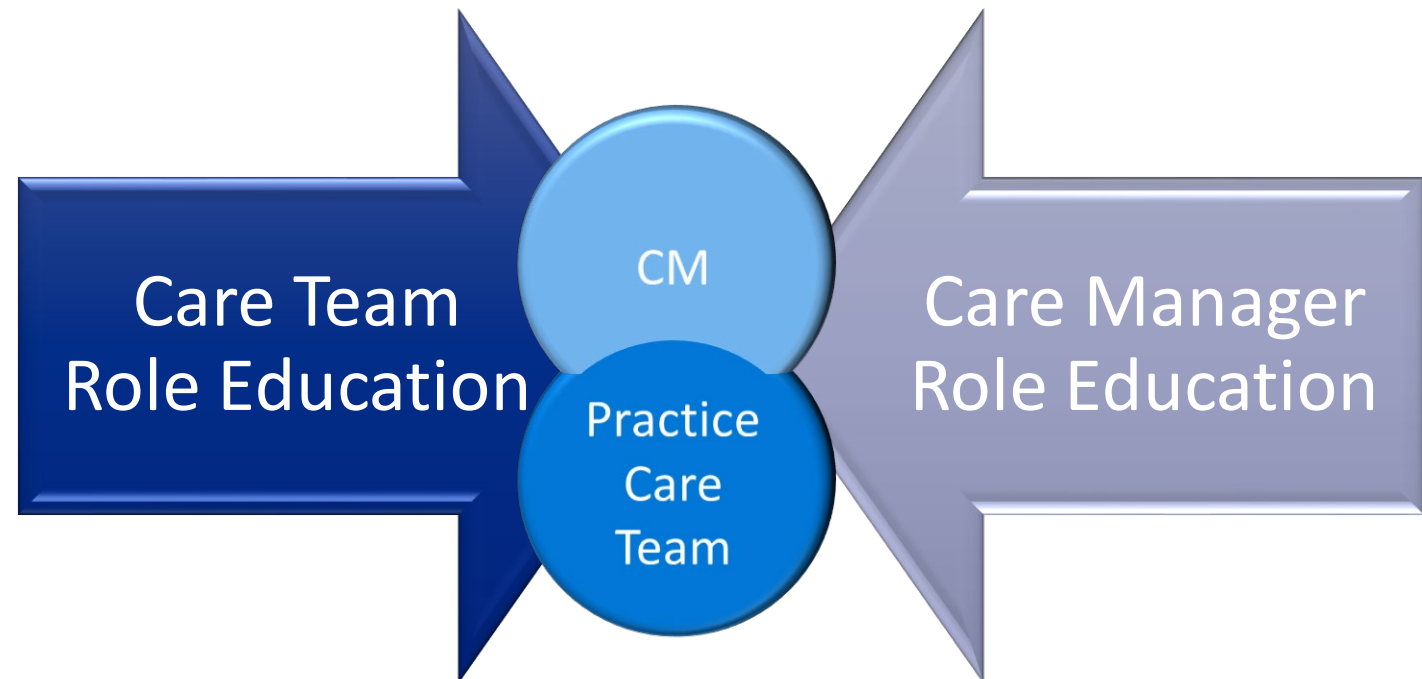 Care Team
Role Education
CM
Practice
Care
Team
Care Manager
Role Education